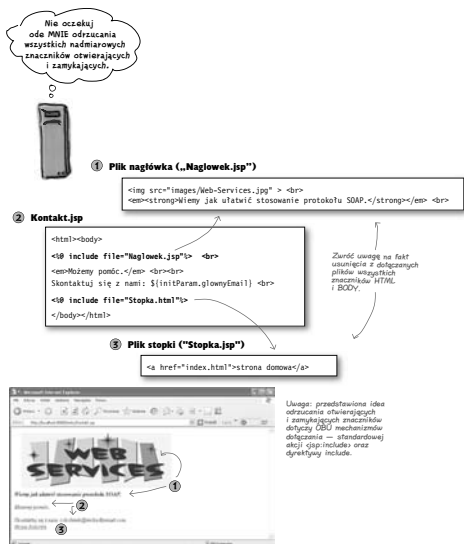 Nie oczekuj
ode MNIE odrzucania
wszystkich nadmiarowych
znaczników otwierających
i zamykających.
1 Plik nagłówka („Naglowek.jsp”)
<img src="images/Web-Services.jpg" > <br>
<em><strong>Wiemy jak ułatwić stosowanie protokołu SOAP.</strong></em> <br>
2 Kontakt.jsp
<html><body>
<%@ include file="Naglowek.jsp"%> <br>
<em>Możemy pomóc.</em> <br><br>
Skontaktuj się z nami: ${initParam.glownyEmail} <br>
<%@ include file="Stopka.html"%>
</body></html>
Zwróć uwagę na fakt
usunięcia z dołączanych
plików wszystkich
znaczników HTML
i BODY.
3 Plik stopki ("Stopka.jsp")
<a href="index.html">strona domowa</a>
WEB
SERVICES
Wiemy jak ułatwić stosowanie protokołu SOAP.
1
2
3
Uwaga: przedstawiona idea
odrzucania otwierających
i zamykających znaczników
dotyczy OBU mechanizmów
dołączania — standardowej
akcji <jsp:include> oraz
dyrektywy include.